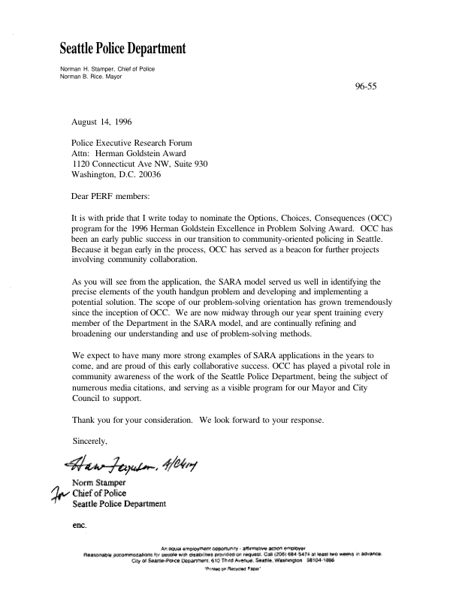 Seattle Police Department
Norman H. Stamper, Chief of Police
Norman B. Rice. Mayor
96-55
August 14, 1996
Police Executive Research Forum
Attn: Herman Goldstein Award
1120 Connecticut Ave NW, Suite 930
Washington, D.C. 20036
Dear PERF members:
It is with pride that I write today to nominate the Options, Choices, Consequences (OCC)
program for the 1996 Herman Goldstein Excellence in Problem Solving Award. OCC has
been an early public success in our transition to community-oriented policing in Seattle.
Because it began early in the process, OCC has served as a beacon for further projects
involving community collaboration.
As you will see from the application, the SARA model served us well in identifying the
precise elements of the youth handgun problem and developing and implementing a
potential solution. The scope of our problem-solving orientation has grown tremendously
since the inception of OCC. We are now midway through our year spent training every
member of the Department in the SARA model, and are continually refining and
broadening our understanding and use of problem-solving methods.
We expect to have many more strong examples of SARA applications in the years to
come, and are proud of this early collaborative success. OCC has played a pivotal role in
community awareness of the work of the Seattle Police Department, being the subject of
numerous media citations, and serving as a visible program for our Mayor and City
Council to support.
Thank you for your consideration. We look forward to your response.
Sincerely,
Norm Stamper
for Chief of Police
Seattle Police Department
enc.
An equal employment opportunity - affirmative action employer
Reasonable accommodations for people with disabilities provided on request. Call (206) 684-5474 at least two weeks in advance.
City of Seattle-Police Department, 610 Third Avenue, Seattle, Washington 98104-1886
"Printed on Recycled Paper"